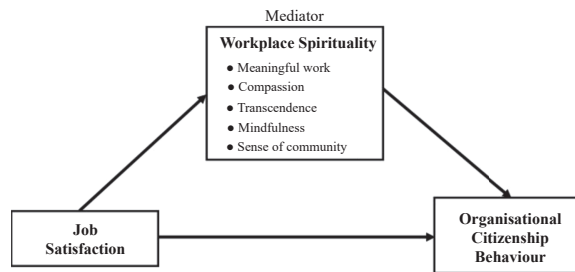 Mediator
Workplace Spirituality
● Meaningful work
● Compassion
● Transcendence
● Mindfulness
● Sense of community
Job
Satisfaction
Organisational
Citizenship
Behaviour